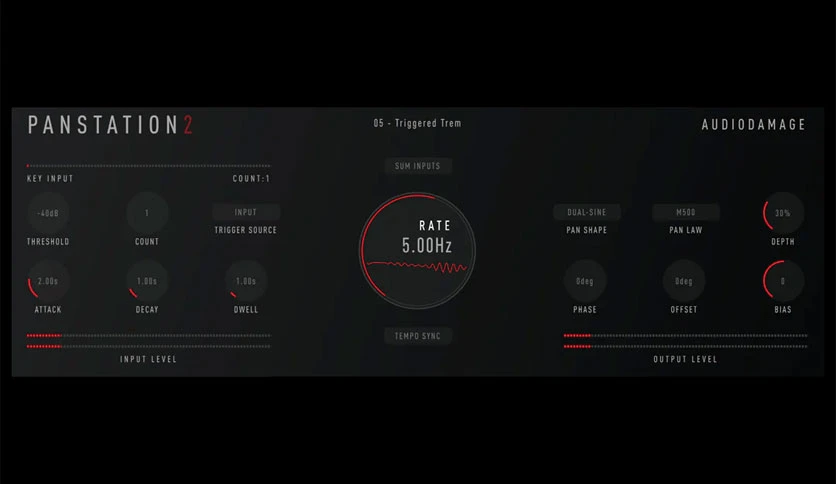 PANSTATION2
05 - Triggered Trem
AUDIODAMAGE
SUM INPUTS
KEY INPUT
COUNT:1
-40dB
1
INPUT
THRESHOLD
COUNT
TRIGGER SOURCE
2.00s
1.00s
1.00s
ATTACK
DECAY
DWELL
INPUT LEVEL
RATE
5.00Hz
TEMPO SYNC
DUAL-SINE
M500
30%
PAN SHAPE
PAN LAW
DEPTH
0deg
0deg
0
PHASE
OFFSET
BIAS
OUTPUT LEVEL